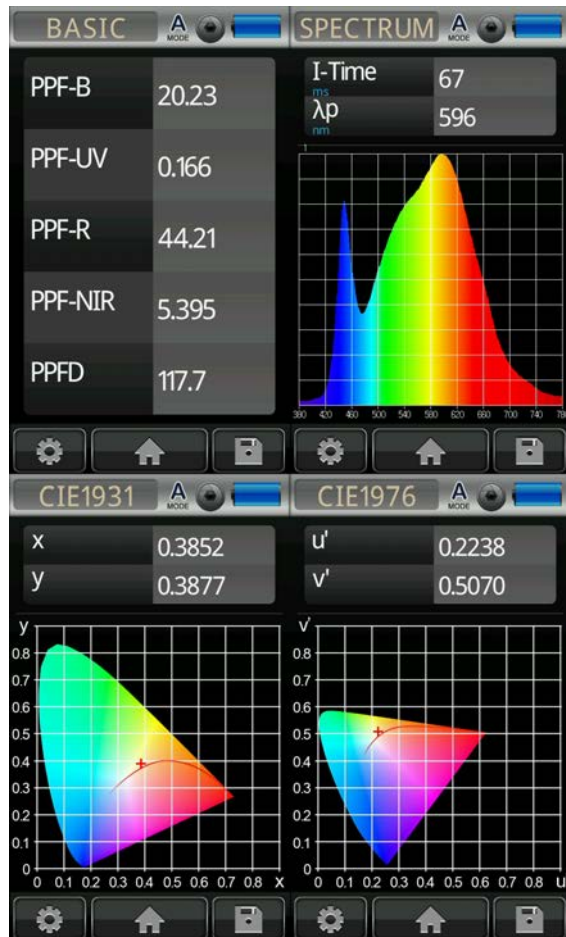 BASIC
A MODE
PPF-B 20.23
PPF-UV 0.166
PPF-R 44.21
PPF-NIR 5.395
PPFD 117.7
SPECTRUM
A MODE
I-Time ms 67
λp nm 596
1
380 420 460 500 540 580 620 660 700 740 78
CIE1931
A MODE
x 0.3852
y 0.3877
y
0.8
0.7
0.6
0.5
0.4
0.3
0.2
0.1
0
0 0.1 0.2 0.3 0.4 0.5 0.6 0.7 0.8 x
CIE1976
A MODE
u' 0.2238
v' 0.5070
v'
0.8
0.7
0.6
0.5
0.4
0.3
0.2
0.1
0
0 0.1 0.2 0.3 0.4 0.5 0.6 0.7 0.8 u